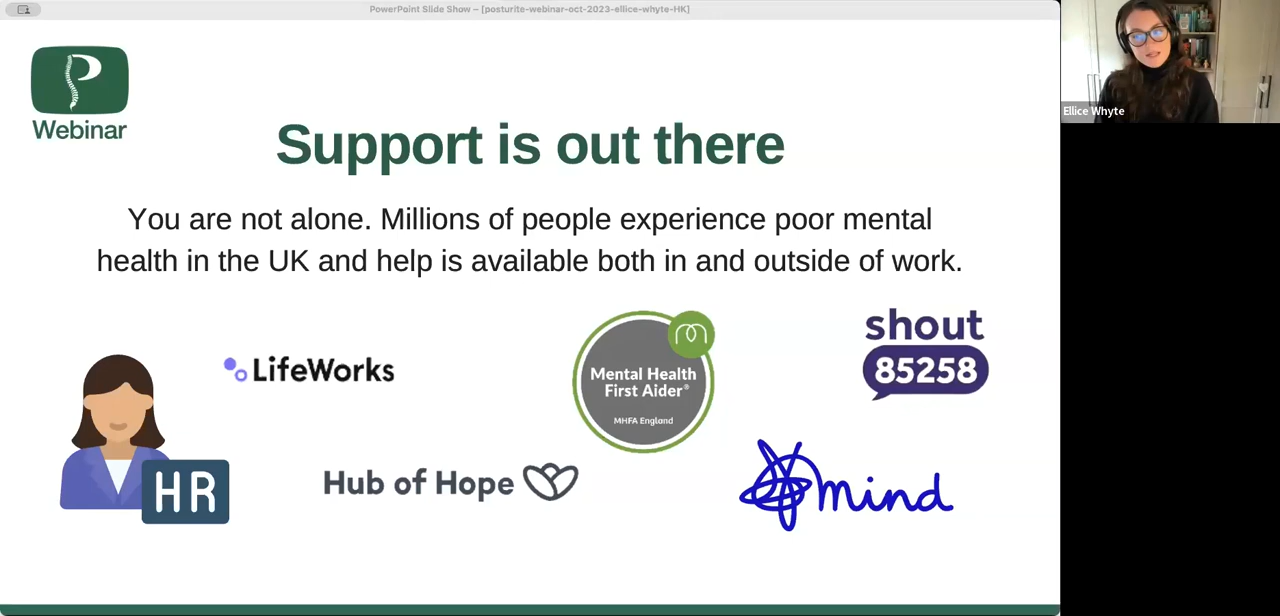 PowerPoint Slide Show – [posturite-webinar-oct-2023-ellice-whyte-HK]
Ellice Whyte
Webinar
Support is out there
You are not alone. Millions of people experience poor mental
health in the UK and help is available both in and outside of work.
LifeWorks
Mental Health
First Aider®
MHFA England
shout
85258
HR
Hub of Hope
mind